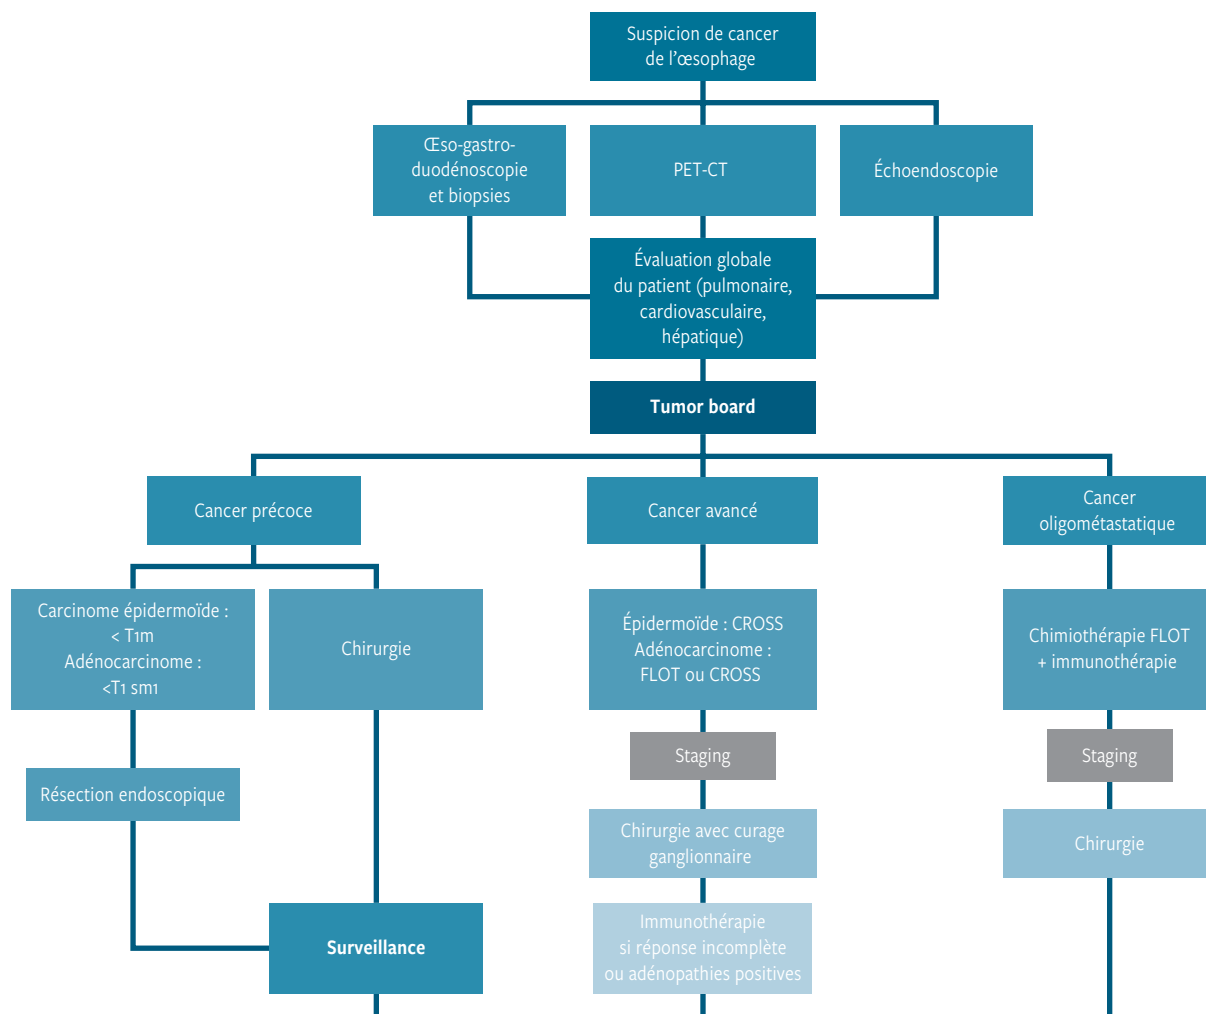 Suspicion de cancer
de l’œsophage
Œso-gastro-
duodénoscopie
et biopsies
PET-CT
Échoendoscopie
Évaluation globale
du patient (pulmonaire,
cardiovasculaire,
hépatique)
Tumor board
Cancer précoce
Cancer avancé
Cancer
oligométastatique
Carcinome épidermoïde :
< T1m
Adénocarcinome :
<T1 sm1
Chirurgie
Épidermoïde : CROSS
Adénocarcinome :
FLOT ou CROSS
Chimiothérapie FLOT
+ immunothérapie
Staging
Staging
Résection endoscopique
Chirurgie avec curage
ganglionnaire
Chirurgie
Surveillance
Immunothérapie
si réponse incomplète
ou adénopathies positives